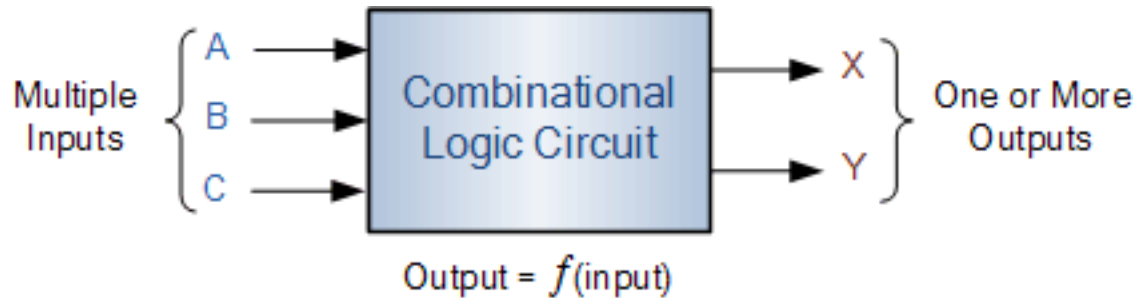 Multiple
Inputs
A
B
C
Combinational
Logic Circuit
X
Y
One or More
Outputs
Output = f(input)